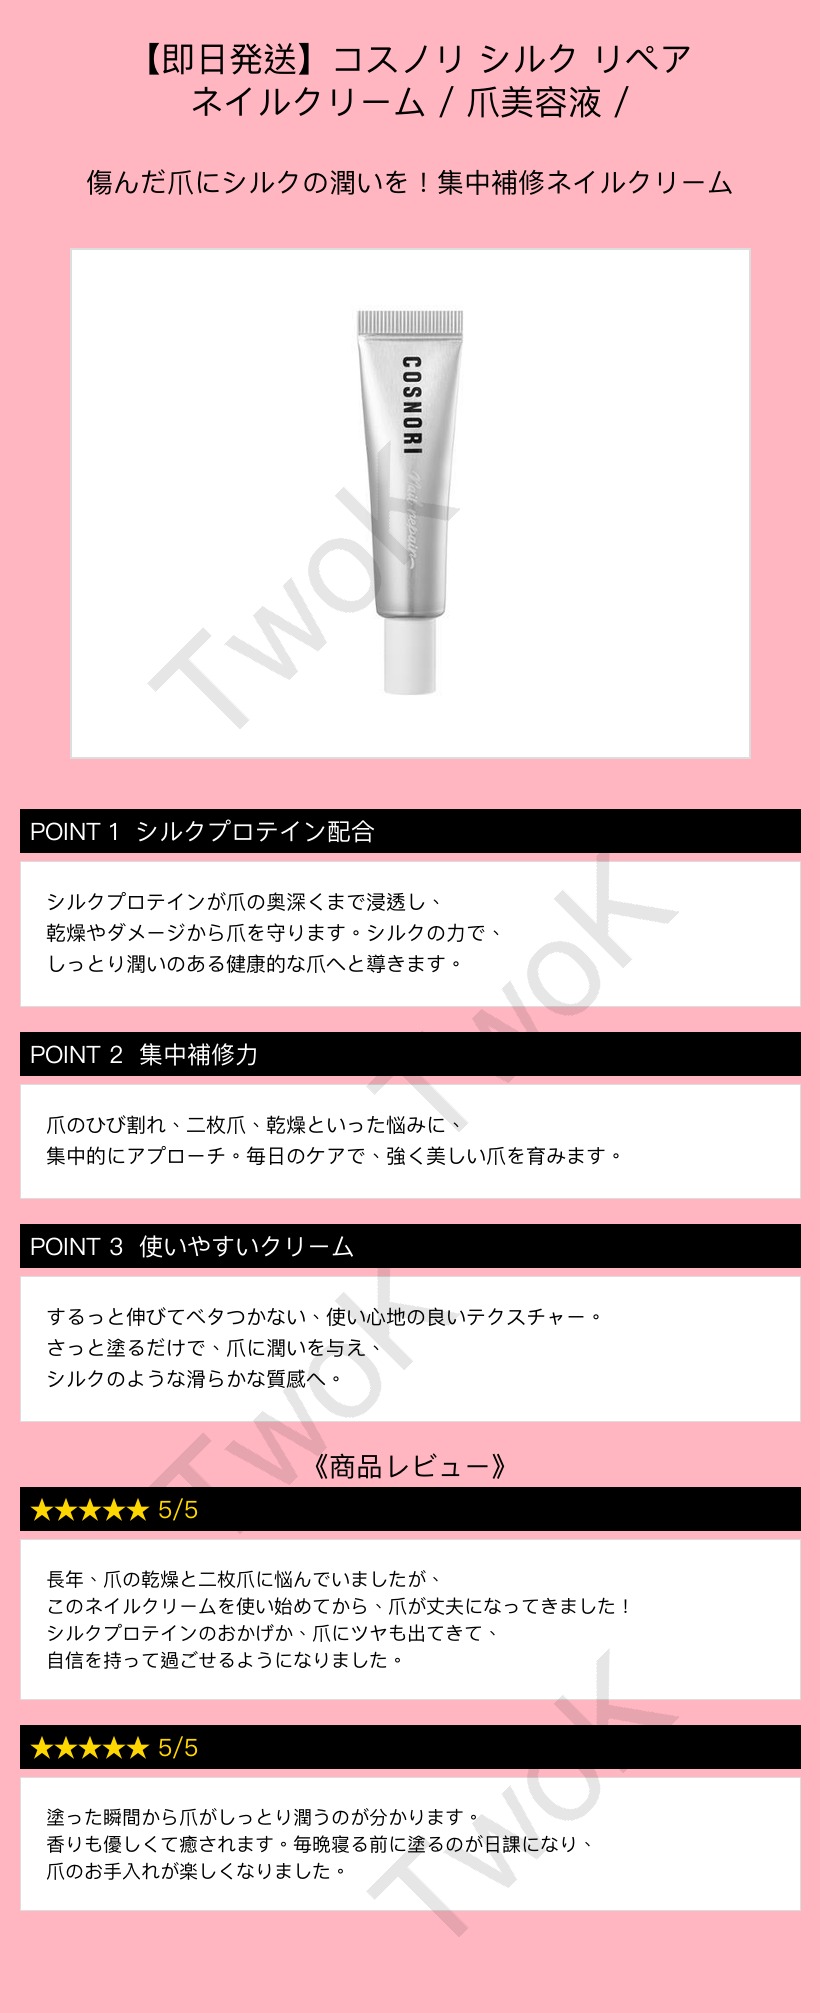 【即日発送】コスノリ シルク リペア
ネイルクリーム / 爪美容液 /
傷んだ爪にシルクの潤いを！集中補修ネイルクリーム
COSNORI
Nail repair
TwoK
POINT 1 シルクプロテイン配合
シルクプロテインが爪の奥深くまで浸透し、
乾燥やダメージから爪を守ります。シルクの力で、
しっとり潤いのある健康的な爪へと導きます。
TwoK
POINT 2 集中補修力
爪のひび割れ、二枚爪、乾燥といった悩みに、
集中的にアプローチ。毎日のケアで、強く美しい爪を育みます。
POINT 3 使いやすいクリーム
するっと伸びてベタつかない、使い心地の良いテクスチャー。
さっと塗るだけで、爪に潤いを与え、
シルクのような滑らかな質感へ。
TwoK
《商品レビュー》
★★★★★ 5/5
長年、爪の乾燥と二枚爪に悩んでいましたが、
このネイルクリームを使い始めてから、爪が丈夫になってきました！
シルクプロテインのおかげか、爪にツヤも出てきて、
自信を持って過ごせるようになりました。
★★★★★ 5/5
塗った瞬間から爪がしっとり潤うのが分かります。
香りも優しくて癒されます。毎晩寝る前に塗るのが日課になり、
爪のお手入れが楽しくなりました。
TwoK